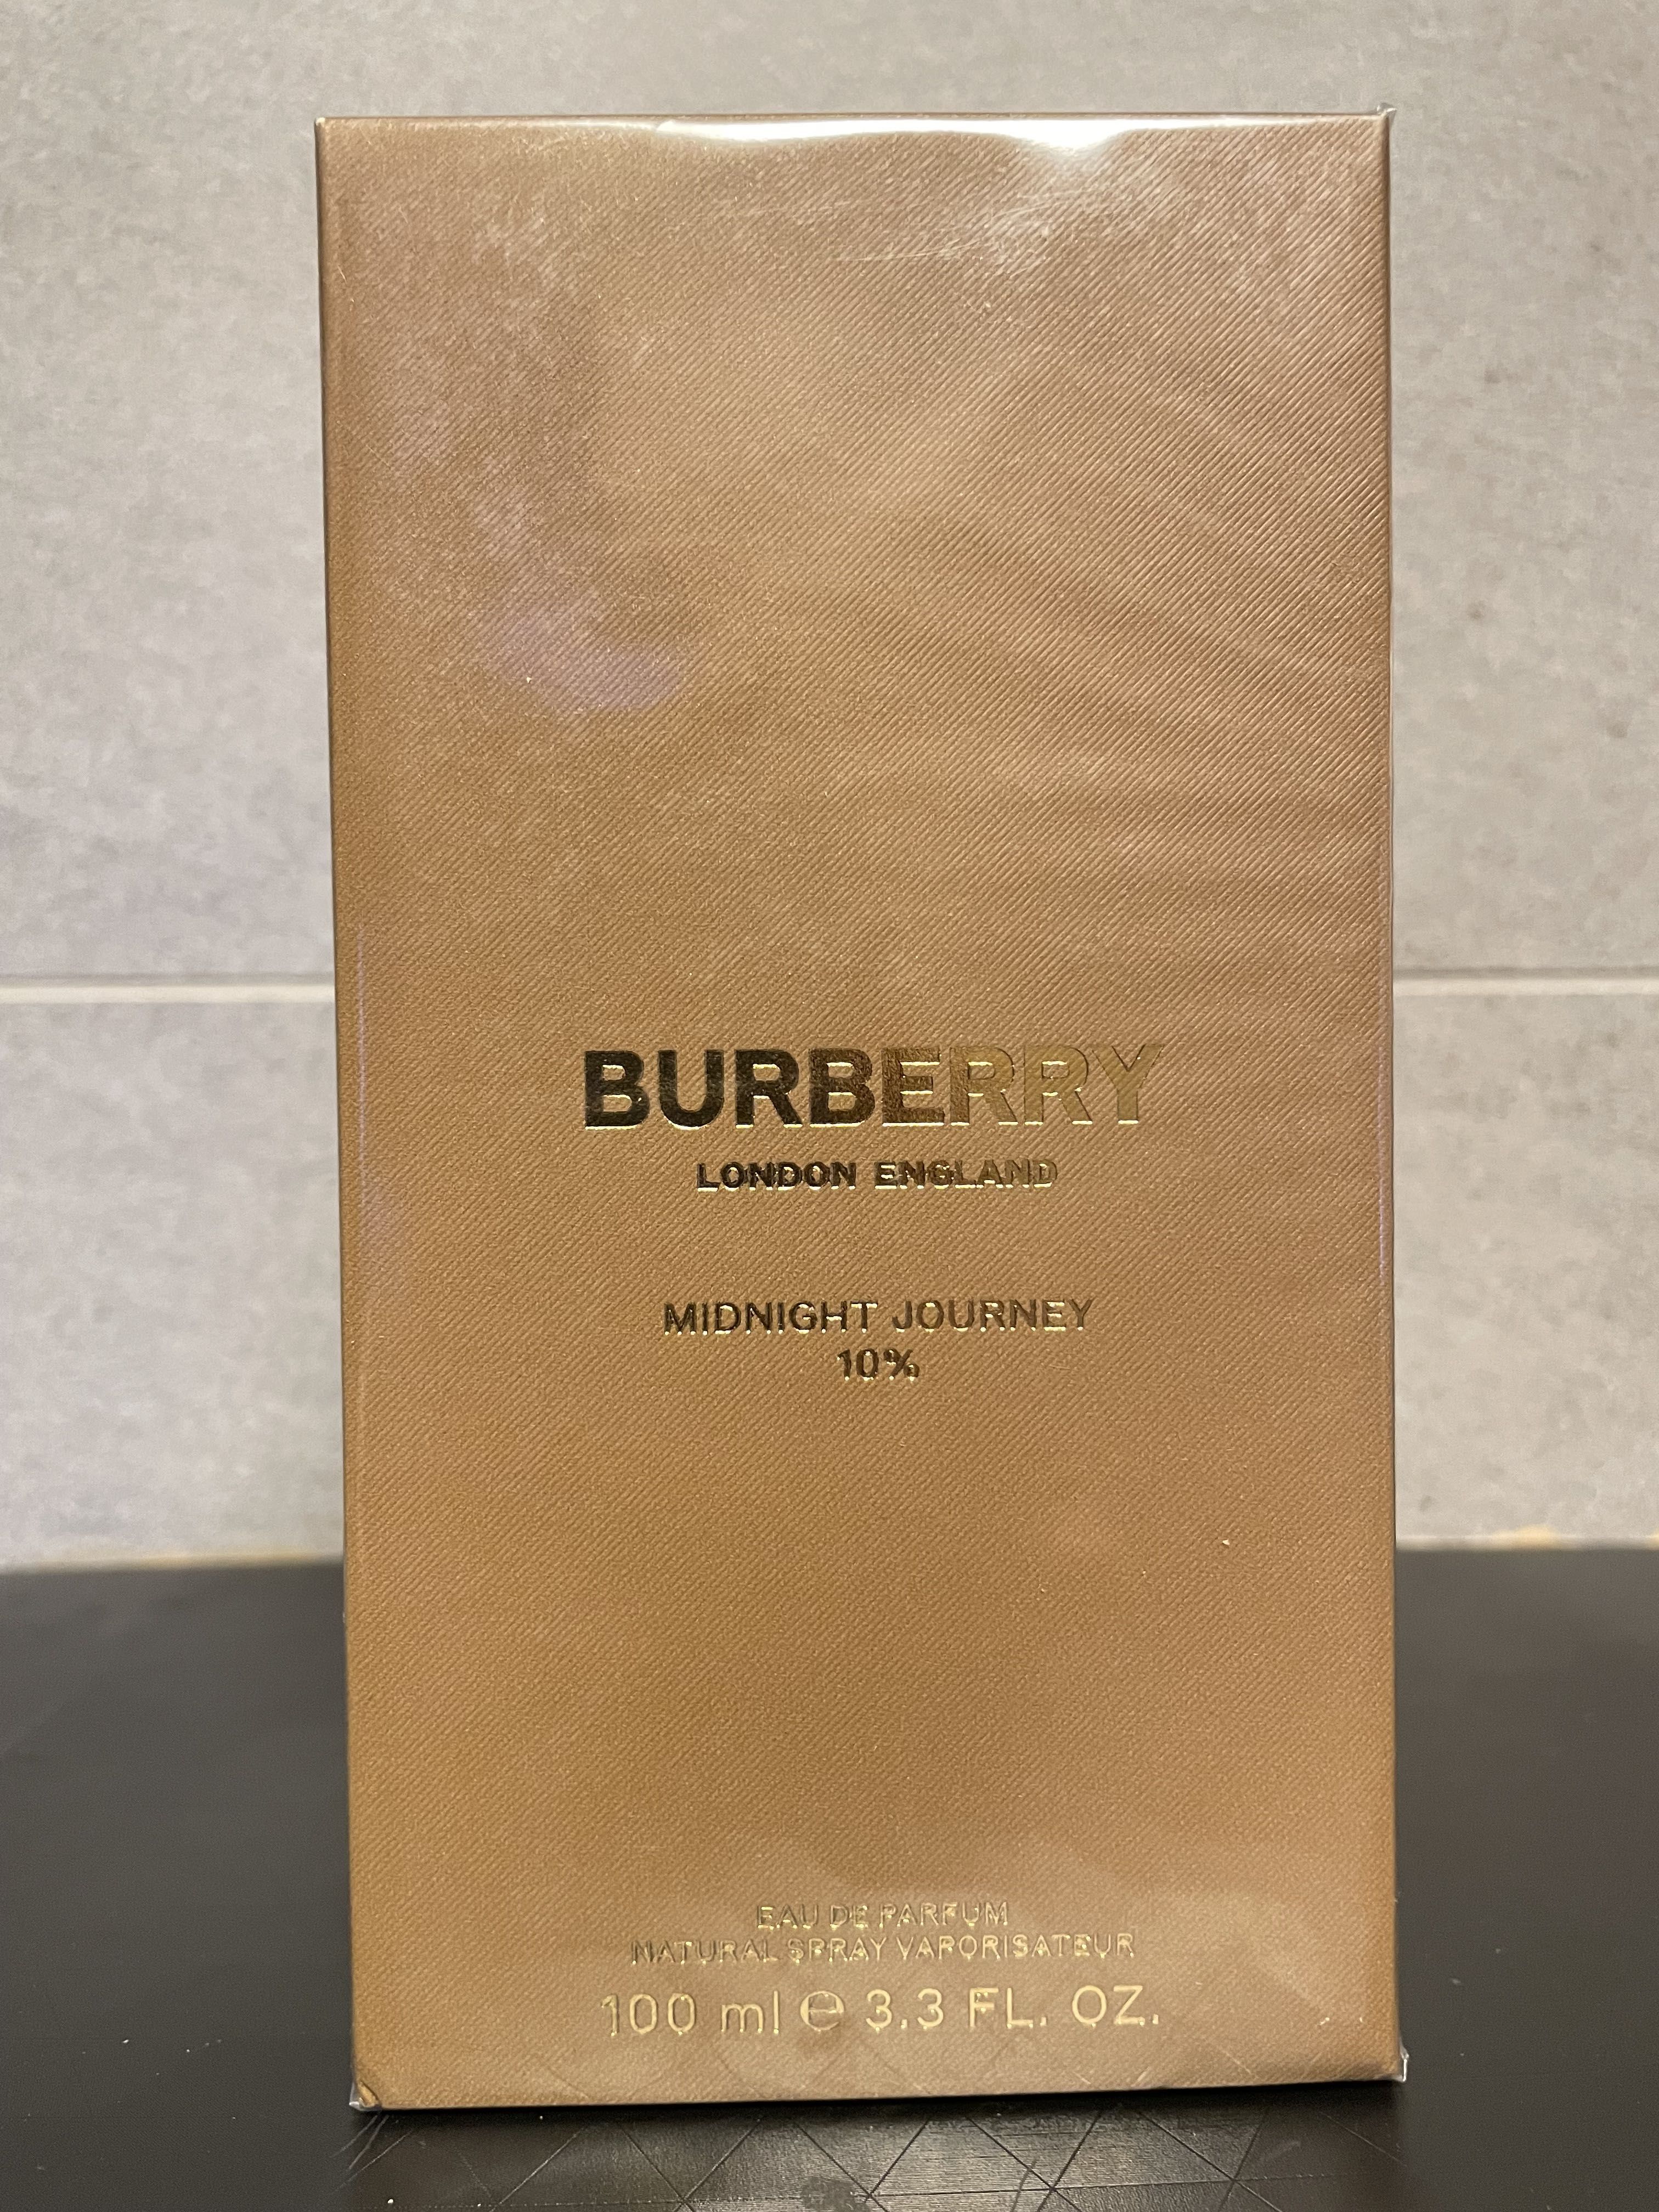 BURBERRY
LONDON ENGLAND
MIDNIGHT JOURNEY
10%
EAU DE PARFUM
NATURAL SPRAY VAPORISATEUR
100 ml ℮ 3.3 FL. OZ.